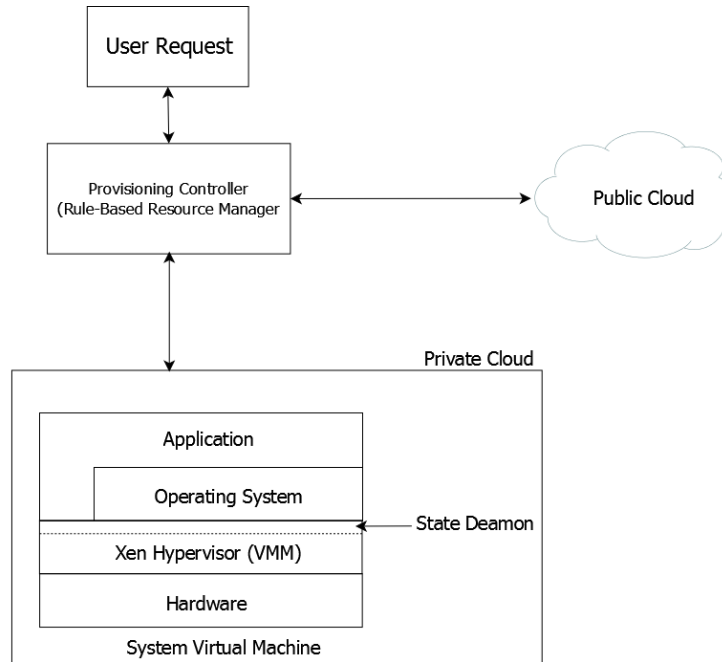 User Request
Provisioning Controller
(Rule-Based Resource Manager
Public Cloud
Private Cloud
Application
Operating System
State Deamon
Xen Hypervisor (VMM)
Hardware
System Virtual Machine